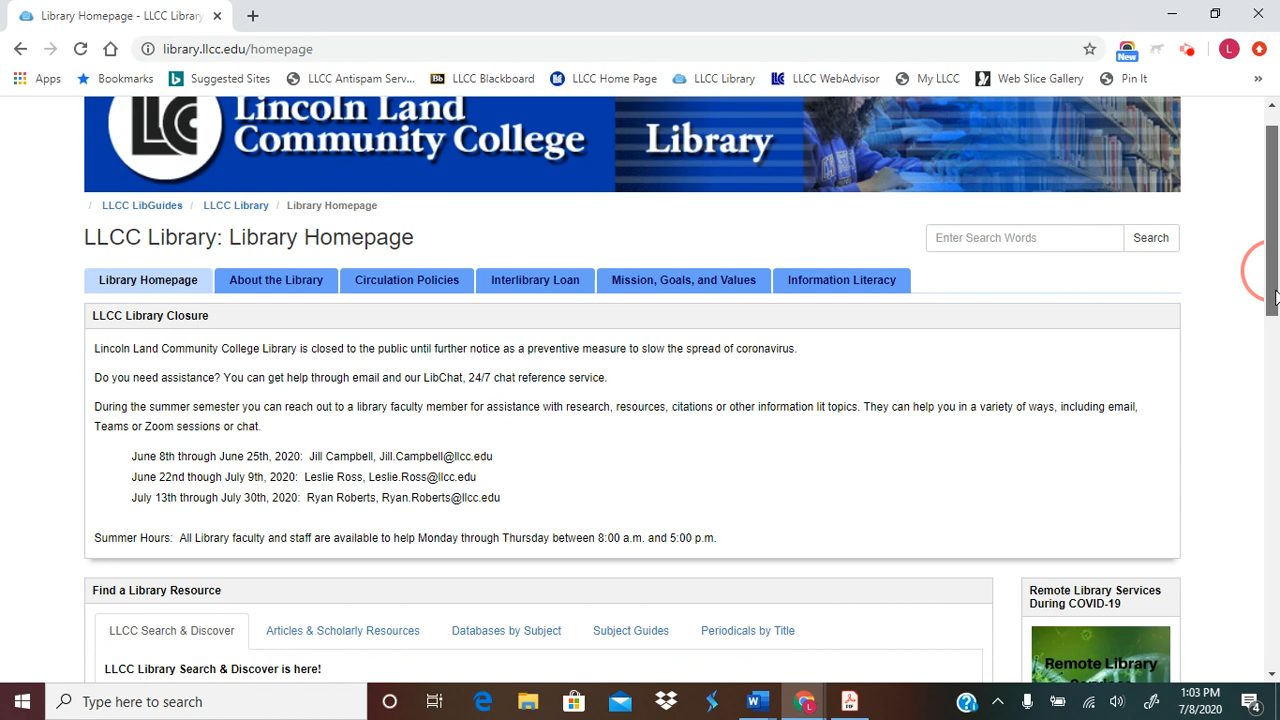 Library Homepage - LLCC Library
library.llcc.edu/homepage
New
L
Apps Bookmarks Suggested Sites LLCC Antispam Serv... Bb LLCC Blackboard LLCC Home Page LLCC Library LLCC WebAdvisor My LLCC Web Slice Gallery Pin It »
Lincoln Land
Community College
Library
/ LLCC LibGuides / LLCC Library / Library Homepage
LLCC Library: Library Homepage
Enter Search Words Search
Library Homepage About the Library Circulation Policies Interlibrary Loan Mission, Goals, and Values Information Literacy
LLCC Library Closure
Lincoln Land Community College Library is closed to the public until further notice as a preventive measure to slow the spread of coronavirus.
Do you need assistance? You can get help through email and our LibChat, 24/7 chat reference service.
During the summer semester you can reach out to a library faculty member for assistance with research, resources, citations or other information lit topics. They can help you in a variety of ways, including email,
Teams or Zoom sessions or chat.
June 8th through June 25th, 2020: Jill Campbell, Jill.Campbell@llcc.edu
June 22nd though July 9th, 2020: Leslie Ross, Leslie.Ross@llcc.edu
July 13th through July 30th, 2020: Ryan Roberts, Ryan.Roberts@llcc.edu
Summer Hours: All Library faculty and staff are available to help Monday through Thursday between 8:00 a.m. and 5:00 p.m.
Find a Library Resource
LLCC Search & Discover Articles & Scholarly Resources Databases by Subject Subject Guides Periodicals by Title
LLCC Library Search & Discover is here!
Remote Library Services
During COVID-19
Remote Library
Type here to search
1:03 PM
7/8/2020
4